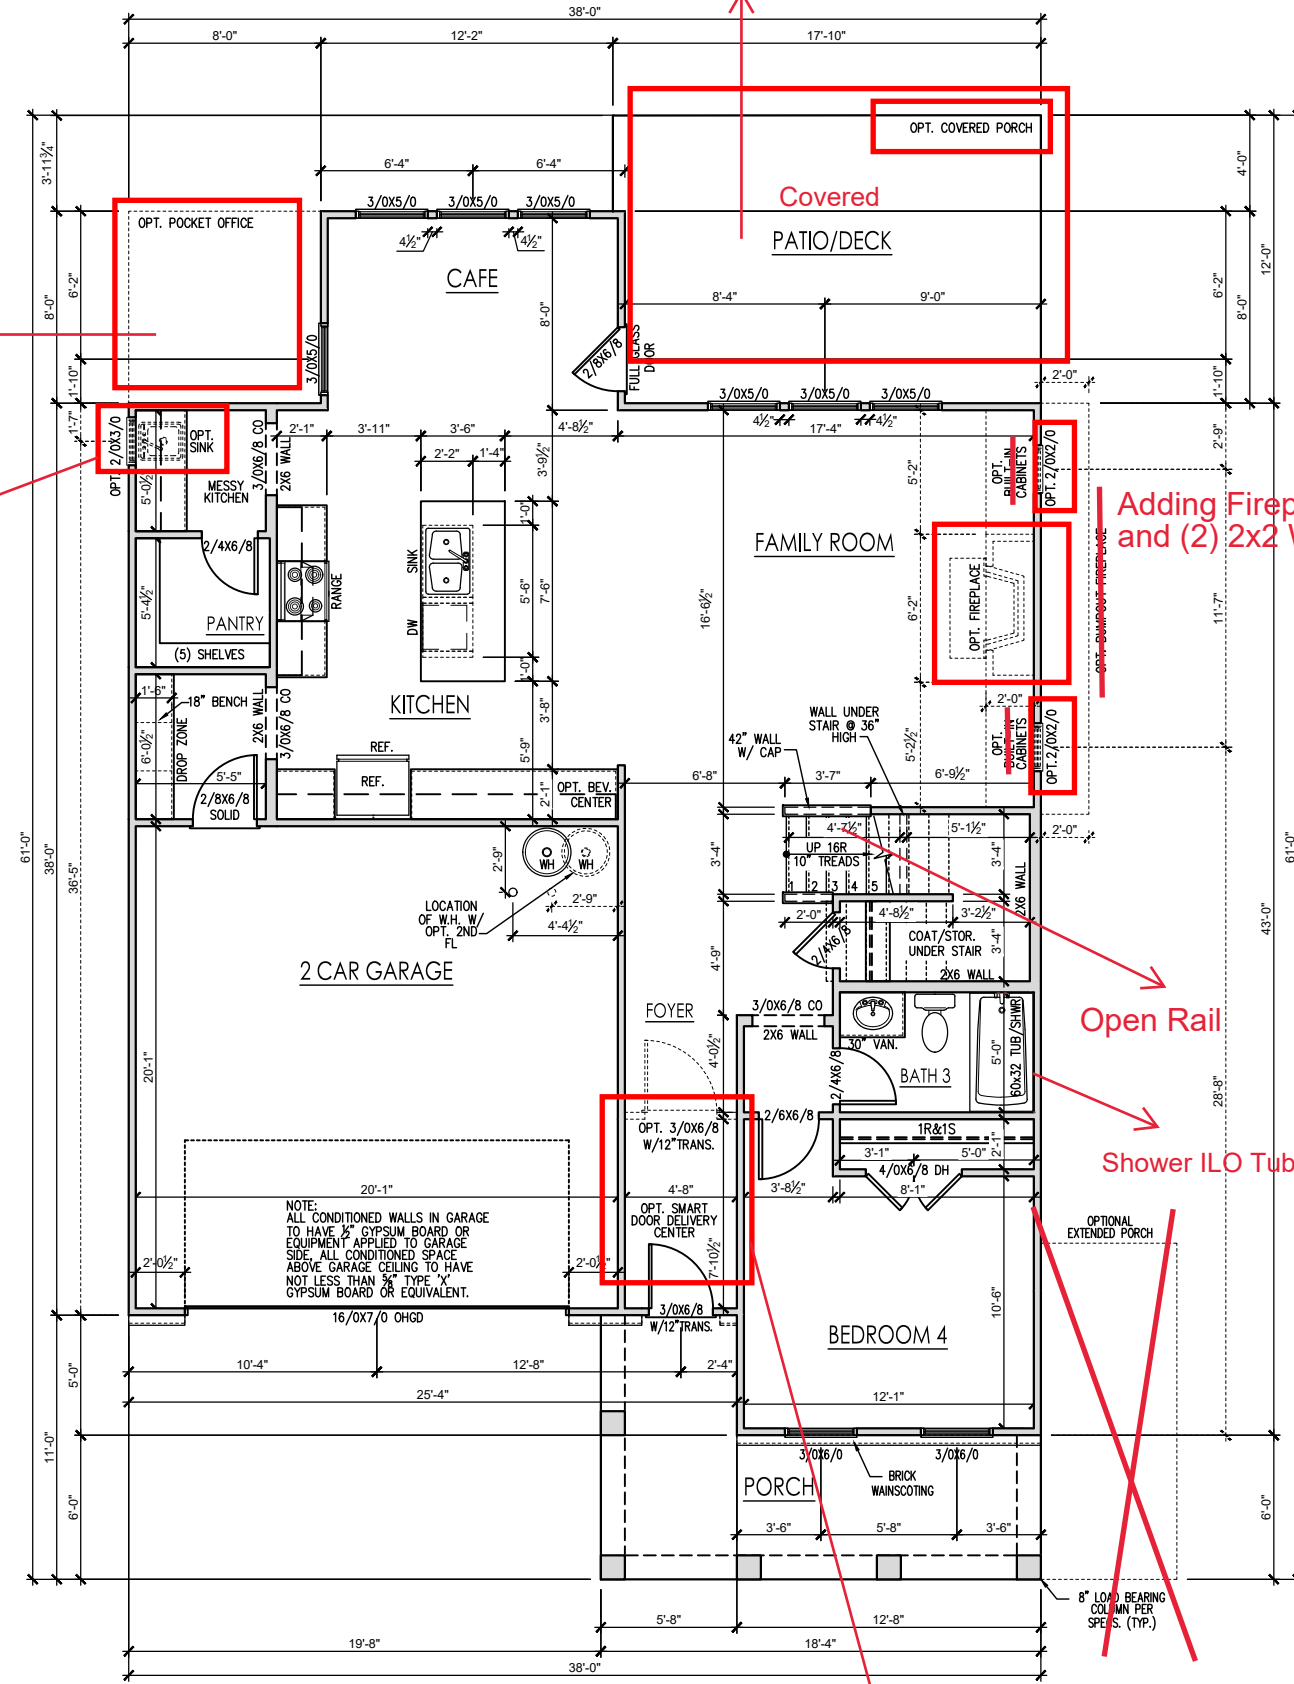 38'-0"
8'-0"
12'-2"
17'-10"
OPT. COVERED PORCH
3'-11¾"
4'-0"
6'-4"
6'-4"
Covered
3/0X5/0
3/0X5/0
3/0X5/0
OPT. POCKET OFFICE
4½"
4½"
PATIO/DECK
CAFE
6'-2"
8'-0"
8'-0"
8'-4"
9'-0"
6'-2"
8'-0"
12'-0"
3/0X5/0
2/8X6/8
FULL GLASS
DOOR
1'-10"
1'-10"
2'-0"
3/0X5/0
3/0X5/0
3/0X5/0
4½"
4½"
1'-7"
OPT. 2/0X3/0
OPT.
SINK
3/0X6/8 CO
2X6 WALL
2'-1"
3'-11"
3'-6"
4'-8½"
17'-4"
2'-9"
2'-2"
1'-4"
3'-9½"
5'-2"
OPT.
BUILT-IN
CABINETS
OPT. 2/0X2/0
MESSY
KITCHEN
5'-0½"
1'-0"
Adding Firep
and (2) 2x2 W
2/4X6/8
SINK
FAMILY ROOM
RANGE
5'-4½"
5'-6"
7'-6"
16'-6½"
6'-2"
OPT. FIREPLACE
OPT. BUMPOUT FIREPLACE
11'-7"
DW
PANTRY
(5) SHELVES
1'-0"
1'-6"
18" BENCH
2X6 WALL
3/0X6/8 CO
KITCHEN
3'-8"
2'-0"
WALL UNDER
STAIR @ 36"
HIGH
42" WALL
W/ CAP
OPT.
BUILT-IN
CABINETS
OPT. 2/0X2/0
6'-0½"
DROP ZONE
REF.
REF.
5'-9"
5'-2½"
5'-5"
6'-8"
3'-7"
6'-9½"
2/8X6/8
SOLID
2'-1"
OPT. BEV.
CENTER
61'-0"
38'-0"
36'-5"
61'-0"
4'-7½"
5'-1½"
2'-0"
UP 16R
10" TREADS
1 2 3 4 5
3'-4"
3'-4"
2X6 WALL
2'-9"
WH
WH
2'-9"
LOCATION
OF W.H. W/
OPT. 2ND
FL
4'-4½"
2'-0"
4'-8½"
3'-2½"
43'-0"
2/4X6/8
COAT/STOR.
UNDER STAIR
3'-4"
2X6 WALL
4'-9"
2 CAR GARAGE
FOYER
3/0X6/8 CO
2X6 WALL
30" VAN.
Open Rail
4'-0½"
20'-1"
2/4X6/8
BATH 3
5'-0"
60x32 TUB/SHWR
28'-8"
OPT. 3/0X6/8
W/12"TRANS.
2/6X6/8
1R&1S
2'-1"
3'-1"
5'-0"
4/0X6/8 DH
Shower ILO Tub
20'-1"
4'-8"
3'-8½"
8'-1"
NOTE:
ALL CONDITIONED WALLS IN GARAGE
TO HAVE ½" GYPSUM BOARD OR
EQUIPMENT APPLIED TO GARAGE
SIDE, ALL CONDITIONED SPACE
ABOVE GARAGE CEILING TO HAVE
NOT LESS THAN ⅝" TYPE 'X'
GYPSUM BOARD OR EQUIVALENT.
OPT. SMART
DOOR DELIVERY
CENTER
OPTIONAL
EXTENDED PORCH
2'-0½"
2'-0½"
7'-10½"
10'-6"
16/0X7/0 OHGD
3/0X6/8
W/12"TRANS.
BEDROOM 4
10'-4"
12'-8"
2'-4"
5'-0"
25'-4"
12'-1"
11'-0"
3/0X6/0
3/0X6/0
BRICK
WAINSCOTING
PORCH
6'-0"
6'-0"
3'-6"
5'-8"
3'-6"
8" LOAD BEARING
COLUMN PER
SPECS. (TYP.)
5'-8"
12'-8"
19'-8"
18'-4"
38'-0"